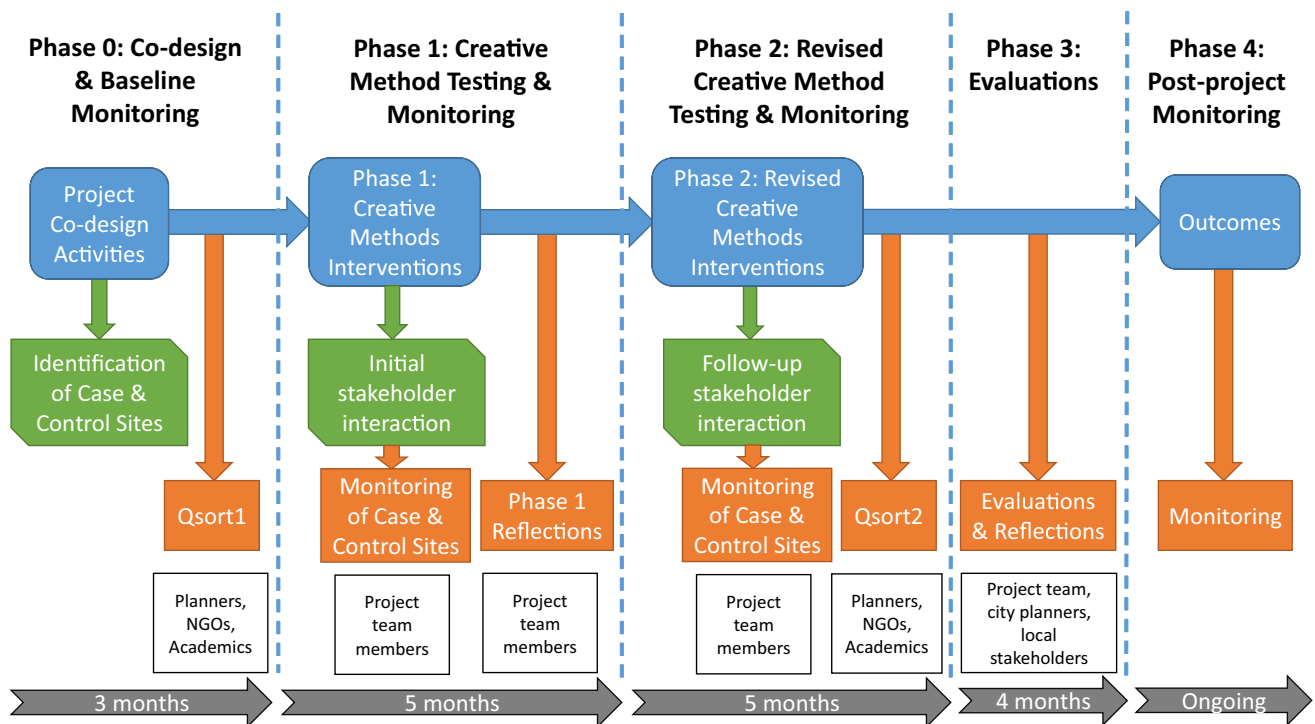 Phase 0: Co-design
& Baseline
Monitoring
Phase 1: Creative
Method Testing &
Monitoring
Phase 2: Revised
Creative Method
Testing & Monitoring
Phase 3:
Evaluations
Phase 4:
Post-project
Monitoring
Project
Co-design
Activities
Phase 1:
Creative
Methods
Interventions
Phase 2: Revised
Creative
Methods
Interventions
Outcomes
Identification
of Case &
Control Sites
Initial
stakeholder
interaction
Follow-up
stakeholder
interaction
Qsort1
Monitoring
of Case &
Control Sites
Phase 1
Reflections
Monitoring
of Case &
Control Sites
Qsort2
Evaluations
& Reflections
Monitoring
Planners,
NGOs,
Academics
Project
team
members
Project
team
members
Project
team
members
Planners,
NGOs,
Academics
Project team,
city planners,
local
stakeholders
3 months
5 months
5 months
4 months
Ongoing